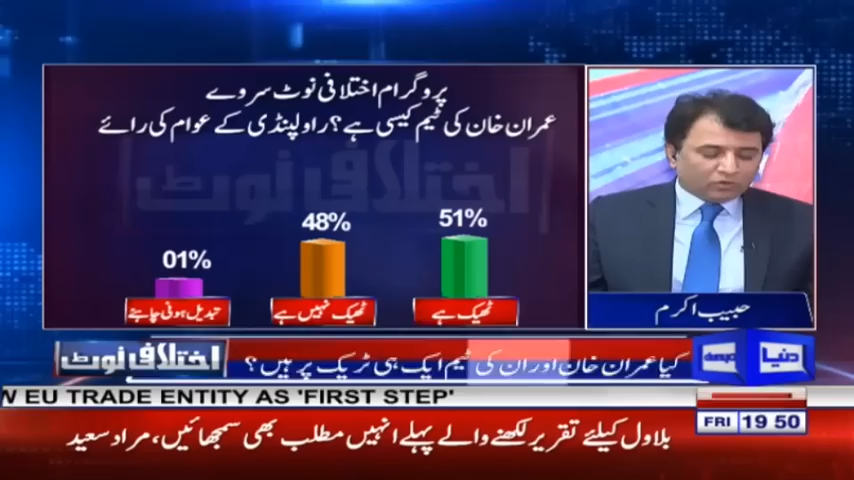 پروگرام اختلافی نوٹ سروے
عمران خان کی ٹیم کیسی ہے؟ راولپنڈی کے عوام کی رائے
اختلافی نوٹ
51%
48%
01%
ٹھیک ہے
ٹھیک نہیں ہے
تبدیل ہونی چاہئے
حبیب اکرم
دنیا
کیا عمران خان اور ان کی ٹیم ایک ہی ٹریک پر ہیں؟
اختلافی نوٹ
W EU TRADE ENTITY AS 'FIRST STEP'
FRI 19 50
بلاول کیلئے تقریر لکھنے والے پہلے انہیں مطلب بھی سمجھائیں، مراد سعید